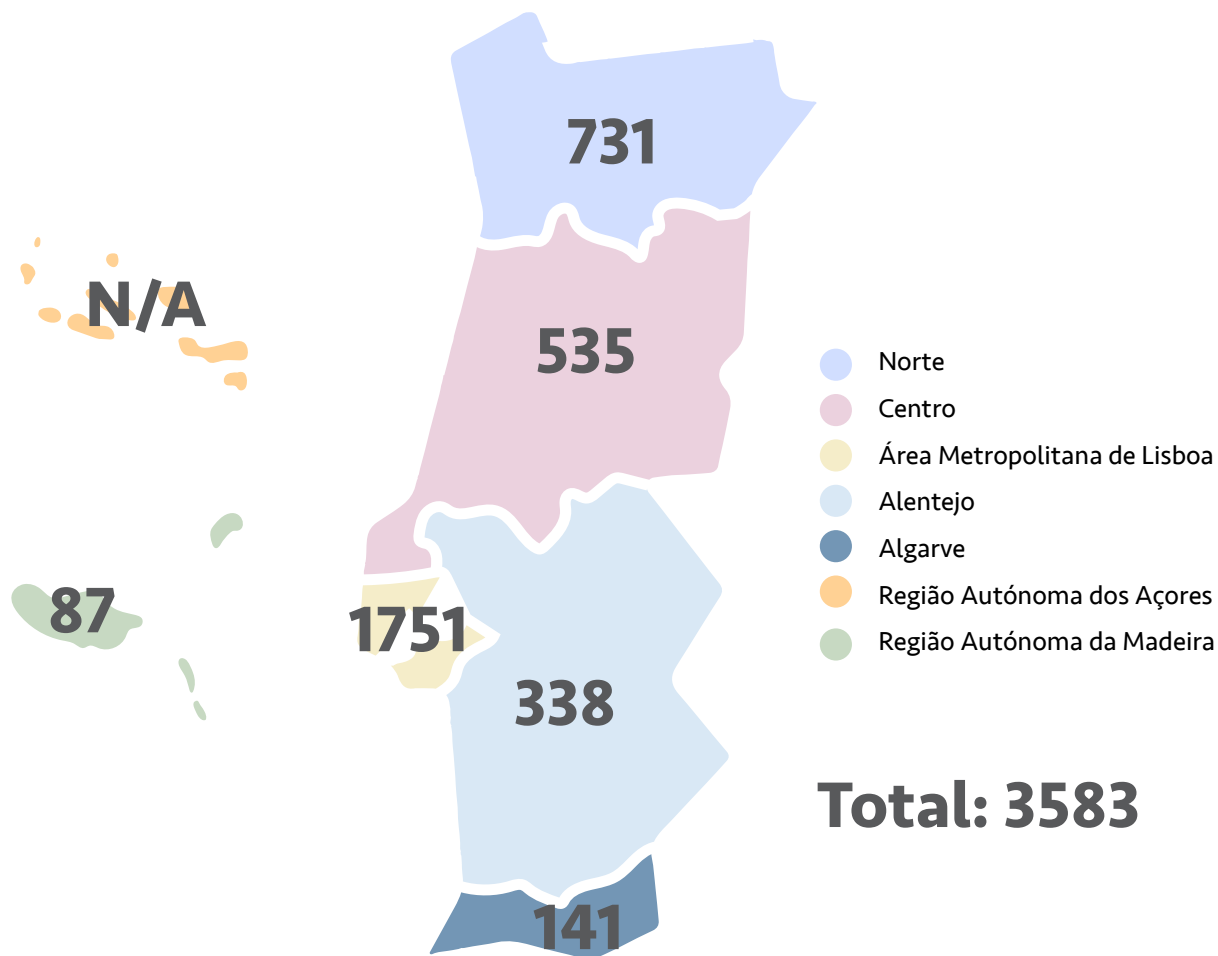 731
N/A
535
Norte
Centro
Área Metropolitana de Lisboa
Alentejo
Algarve
Região Autónoma dos Açores
Região Autónoma da Madeira
87
1751
338
Total: 3583
141